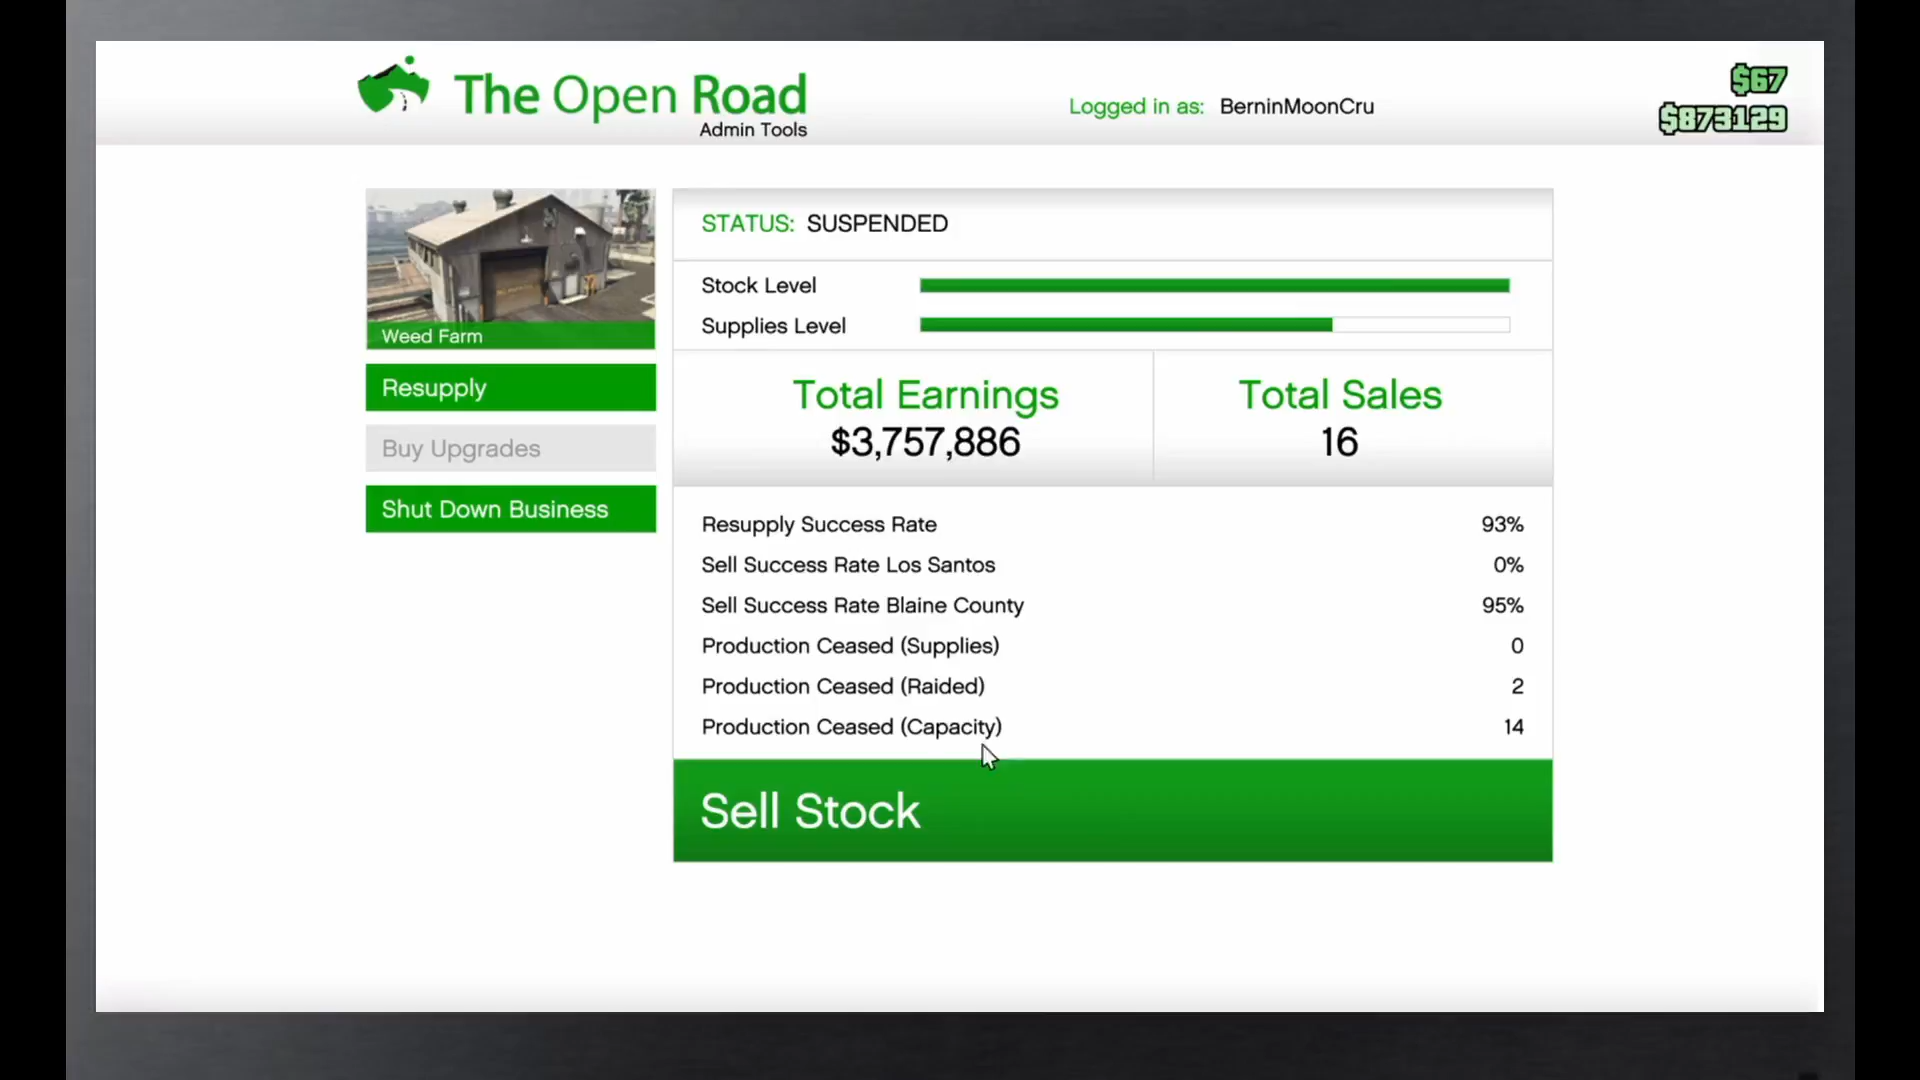 The Open Road
Admin Tools
Logged in as: BerninMoonCru
$67
$873129
Weed Farm
Resupply
Buy Upgrades
Shut Down Business
STATUS: SUSPENDED
Stock Level
Supplies Level
Total Earnings
$3,757,886
Total Sales
16
Resupply Success Rate 93%
Sell Success Rate Los Santos 0%
Sell Success Rate Blaine County 95%
Production Ceased (Supplies) 0
Production Ceased (Raided) 2
Production Ceased (Capacity) 14
Sell Stock